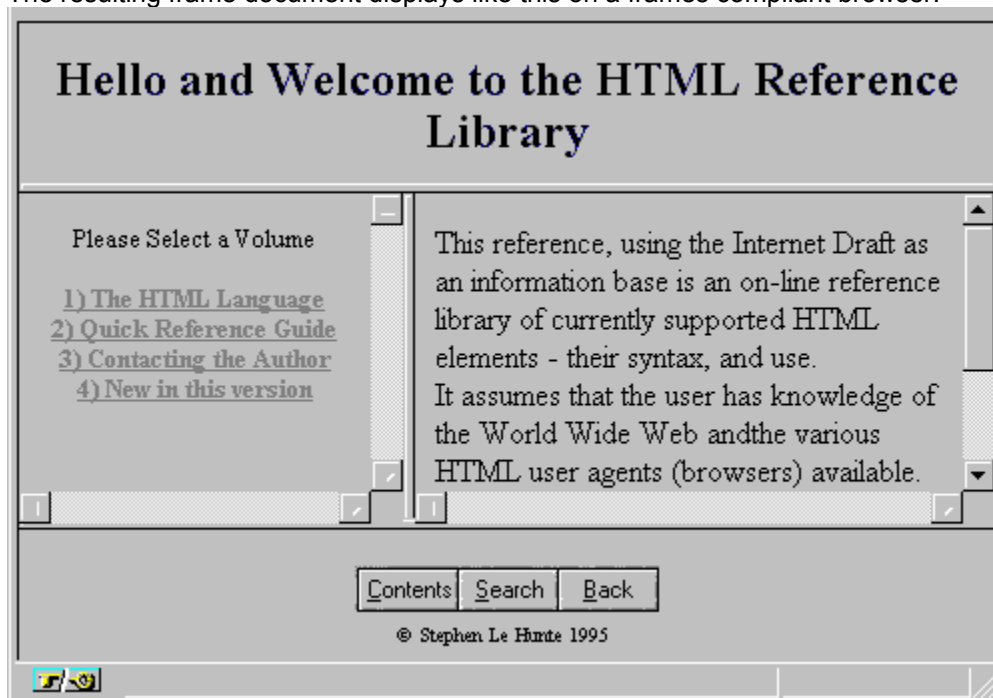 The resulting frame document displays like this on a frames compliant browser:
Hello and Welcome to the HTML Reference
Library
Please Select a Volume
1) The HTML Language
2) Quick Reference Guide
3) Contacting the Author
4) New in this version
This reference, using the Internet Draft as
an information base is an on-line reference
library of currently supported HTML
elements - their syntax, and use.
It assumes that the user has knowledge of
the World Wide Web andthe various
HTML user agents (browsers) available.
Contents Search Back
© Stephen Le Hunte 1995